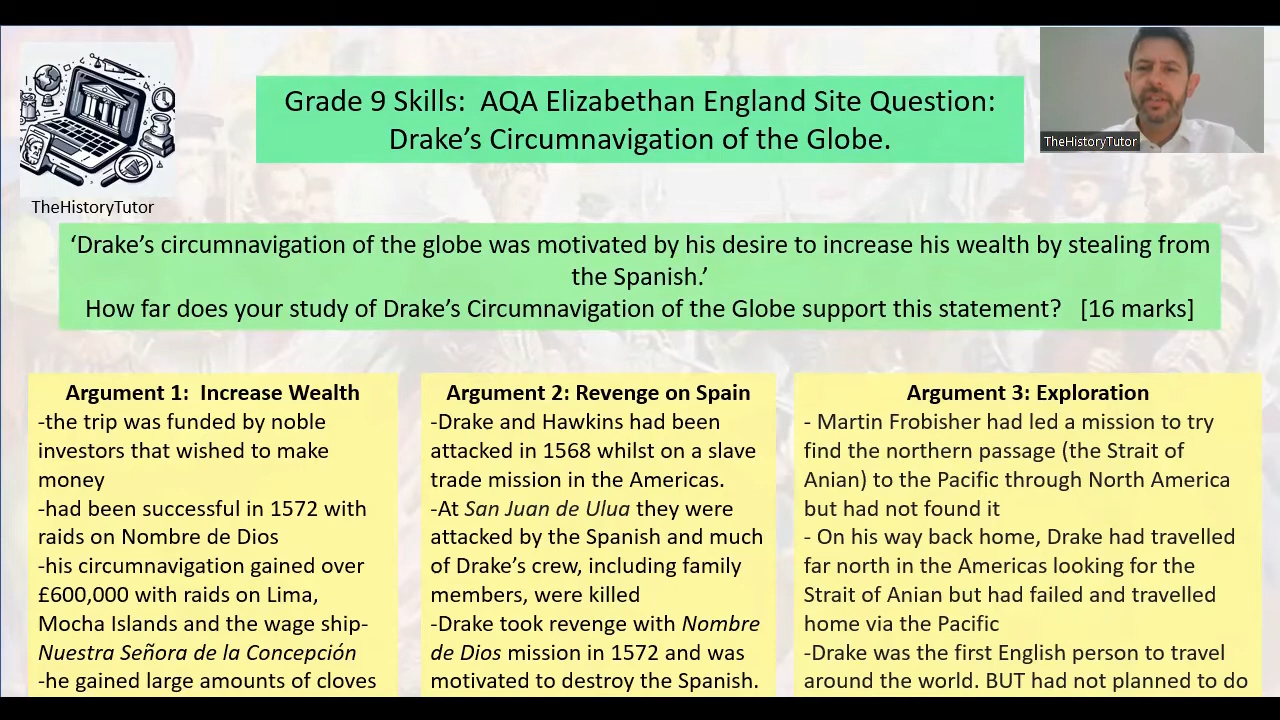 Grade 9 Skills:  AQA Elizabethan England Site Question:
Drake's Circumnavigation of the Globe.
TheHistoryTutor
TheHistoryTutor
'Drake's circumnavigation of the globe was motivated by his desire to increase his wealth by stealing from
the Spanish.'
How far does your study of Drake's Circumnavigation of the Globe support this statement?   [16 marks]
Argument 1:  Increase Wealth
-the trip was funded by noble
investors that wished to make
money
-had been successful in 1572 with
raids on Nombre de Dios
-his circumnavigation gained over
£600,000 with raids on Lima,
Mocha Islands and the wage ship-
Nuestra Señora de la Concepción
-he gained large amounts of cloves
Argument 2: Revenge on Spain
-Drake and Hawkins had been
attacked in 1568 whilst on a slave
trade mission in the Americas.
-At San Juan de Ulua they were
attacked by the Spanish and much
of Drake's crew, including family
members, were killed
-Drake took revenge with Nombre
de Dios mission in 1572 and was
motivated to destroy the Spanish.
Argument 3: Exploration
- Martin Frobisher had led a mission to try
find the northern passage (the Strait of
Anian) to the Pacific through North America
but had not found it
- On his way back home, Drake had travelled
far north in the Americas looking for the
Strait of Anian but had failed and travelled
home via the Pacific
-Drake was the first English person to travel
around the world. BUT had not planned to do